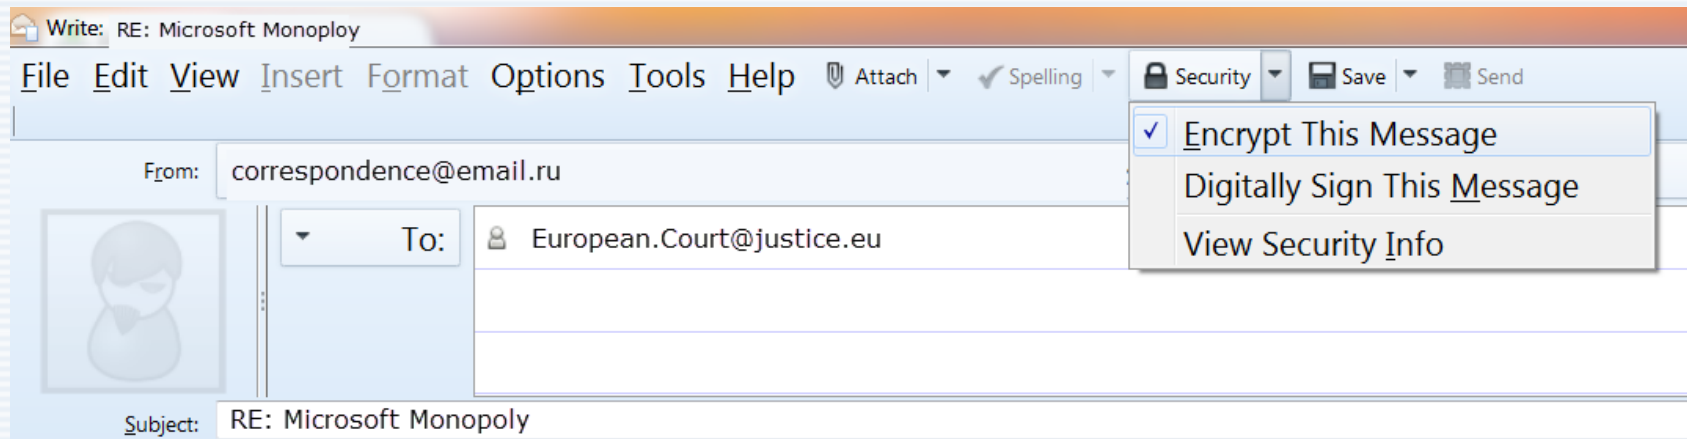 Write: RE: Microsoft Monoploy
File Edit View Insert Format Options Tools Help Attach Spelling Security Save Send
Encrypt This Message
Digitally Sign This Message
View Security Info
From: correspondence@email.ru
To: European.Court@justice.eu
Subject: RE: Microsoft Monopoly